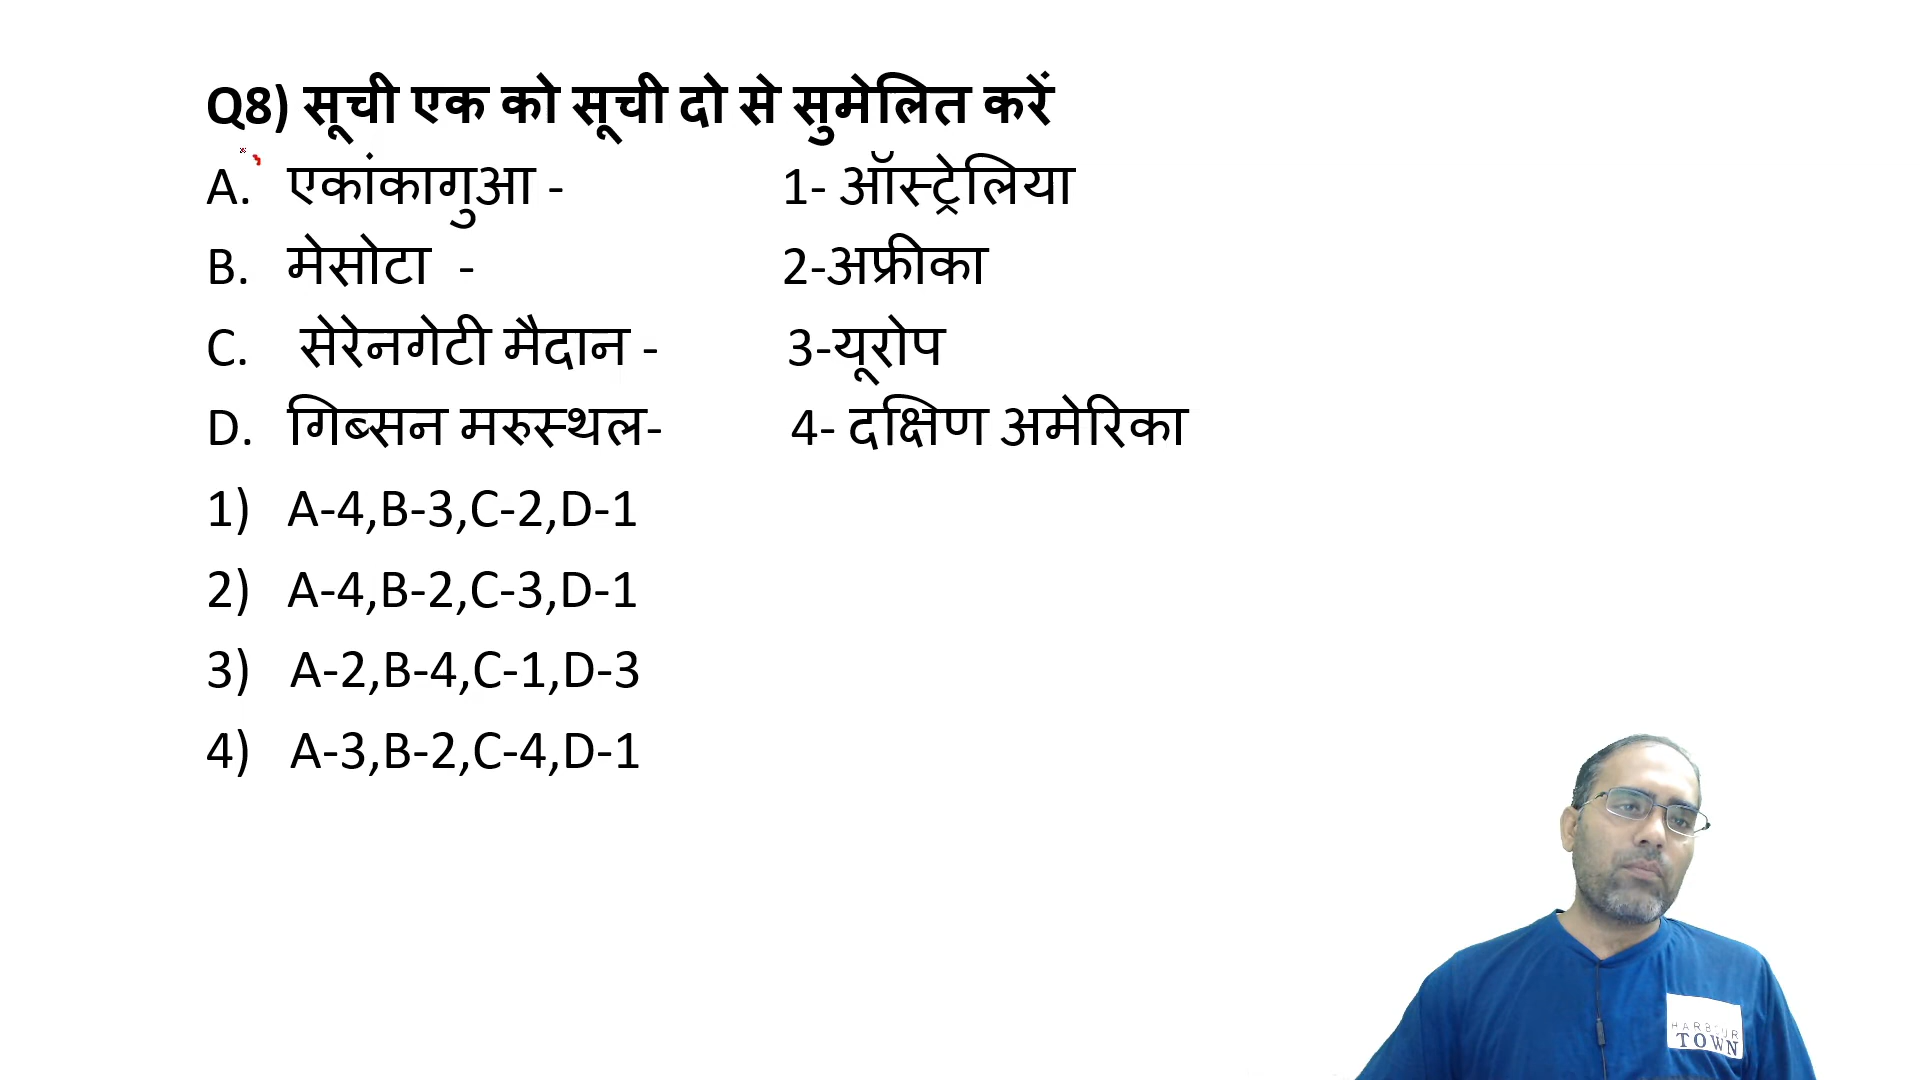 Q8) सूची एक को सूची दो से सुमेलित करें
A. एकांकागुआ - 1- ऑस्ट्रेलिया
B. मेसोटा - 2-अफ्रीका
C. सेरेनगेटी मैदान - 3-यूरोप
D. गिब्सन मरुस्थल- 4- दक्षिण अमेरिका
1) A-4,B-3,C-2,D-1
2) A-4,B-2,C-3,D-1
3) A-2,B-4,C-1,D-3
4) A-3,B-2,C-4,D-1
HARBOUR
TOWN